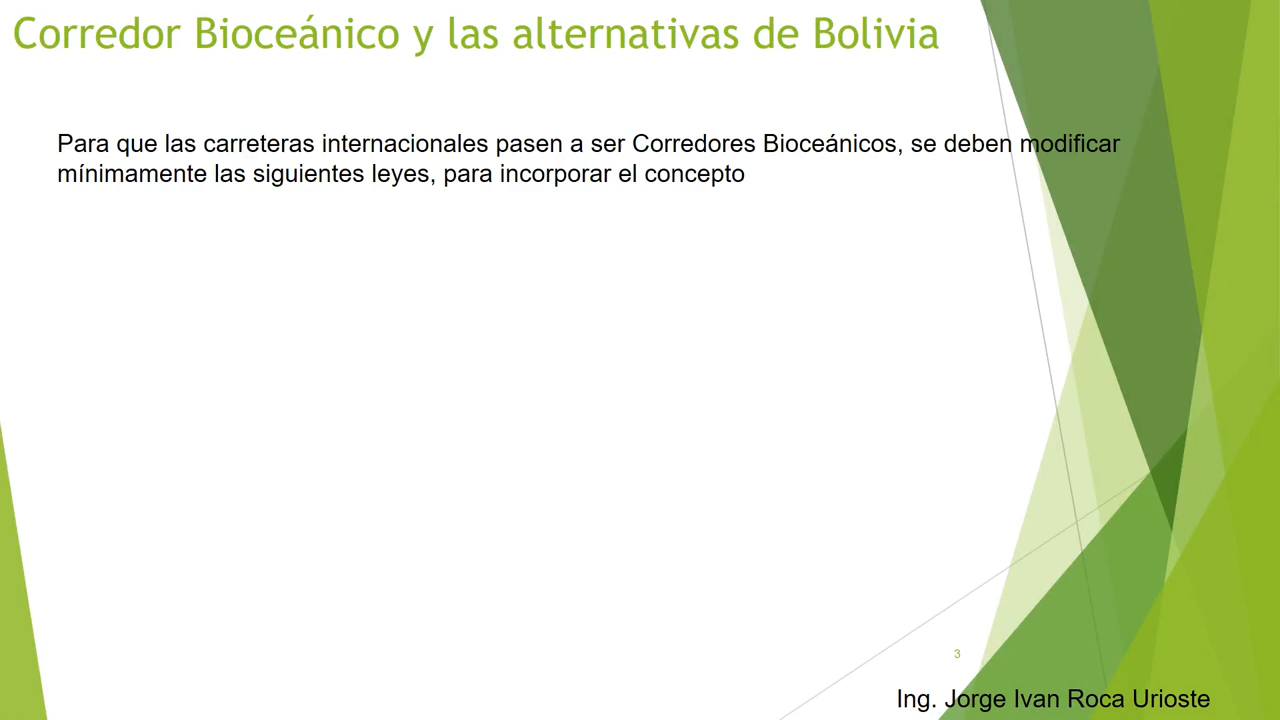 Corredor Bioceánico y las alternativas de Bolivia
Para que las carreteras internacionales pasen a ser Corredores Bioceánicos, se deben modificar
mínimamente las siguientes leyes, para incorporar el concepto
3
Ing. Jorge Ivan Roca Urioste